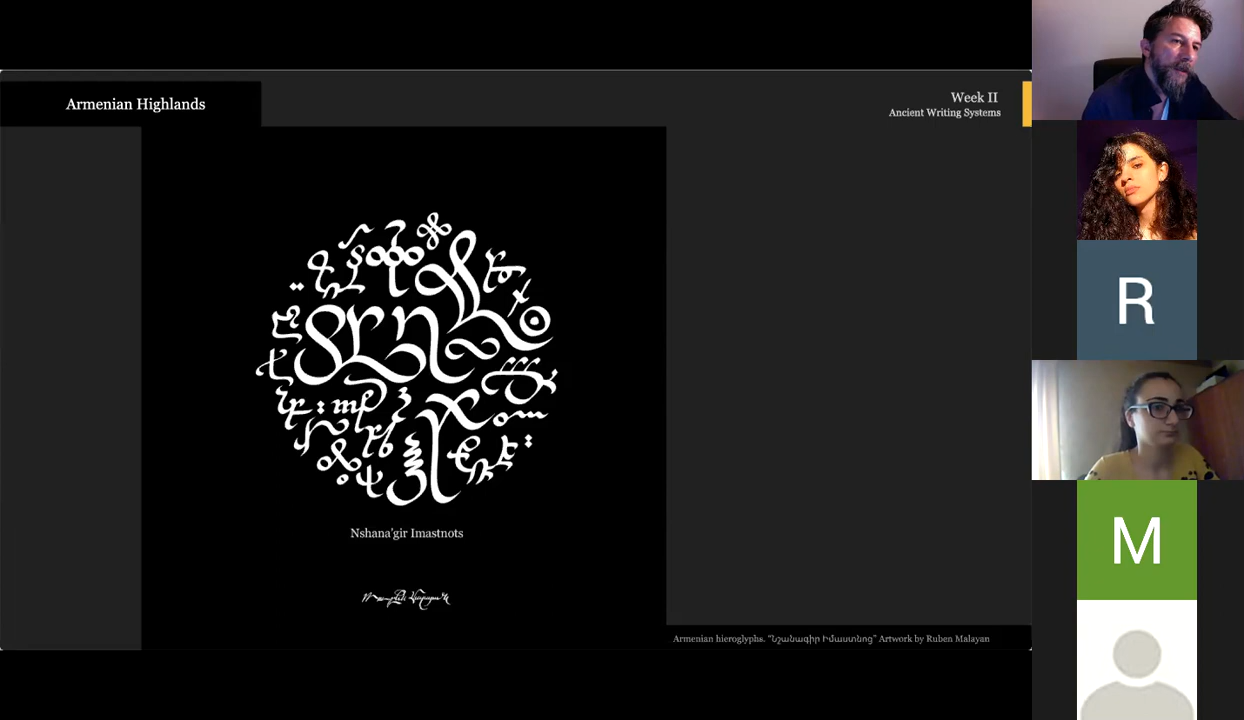 Armenian Highlands
Week II
Ancient Writing Systems
Nshana'gir Imastnots
Armenian hieroglyphs. “Նշանագիր Իմաստնոց” Artwork by Ruben Malayan
R
M